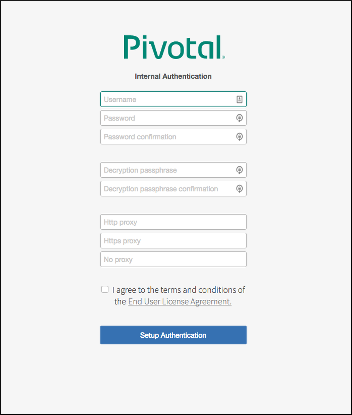 Pivotal.
Internal Authentication
Username
Password
Password confirmation
Decryption passphrase
Decryption passphrase confirmation
Http proxy
Https proxy
No proxy
I agree to the terms and conditions of
the End User License Agreement.
Setup Authentication